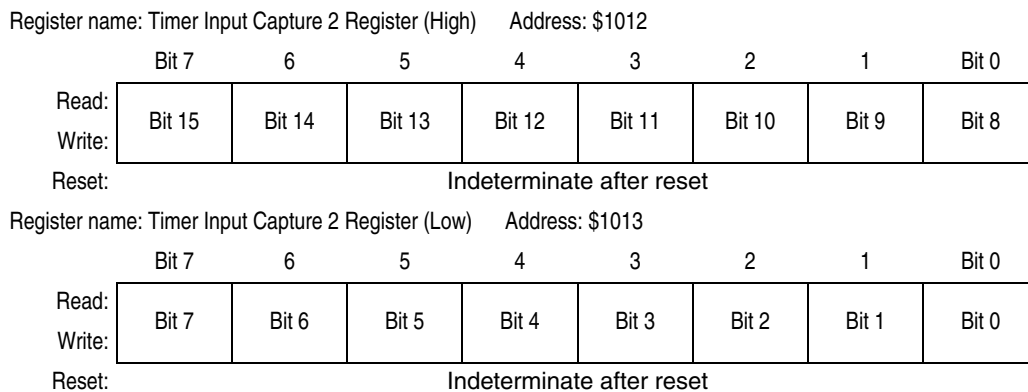 Register name: Timer Input Capture 2 Register (High) Address: $1012
Bit 7 6 5 4 3 2 1 Bit 0
Read:
Bit 15 Bit 14 Bit 13 Bit 12 Bit 11 Bit 10 Bit 9 Bit 8
Write:
Reset: Indeterminate after reset
Register name: Timer Input Capture 2 Register (Low) Address: $1013
Bit 7 6 5 4 3 2 1 Bit 0
Read:
Bit 7 Bit 6 Bit 5 Bit 4 Bit 3 Bit 2 Bit 1 Bit 0
Write:
Reset: Indeterminate after reset